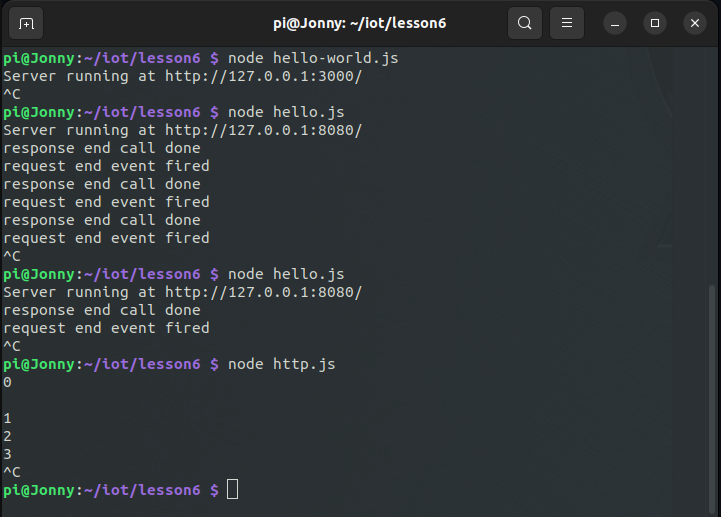 pi@Jonny: ~/iot/lesson6
pi@Jonny:~/iot/lesson6 $ node hello-world.js
Server running at http://127.0.0.1:3000/
^C
pi@Jonny:~/iot/lesson6 $ node hello.js
Server running at http://127.0.0.1:8080/
response end call done
request end event fired
response end call done
request end event fired
response end call done
request end event fired
^C
pi@Jonny:~/iot/lesson6 $ node hello.js
Server running at http://127.0.0.1:8080/
response end call done
request end event fired
^C
pi@Jonny:~/iot/lesson6 $ node http.js
0

1
2
3
^C
pi@Jonny:~/iot/lesson6 $